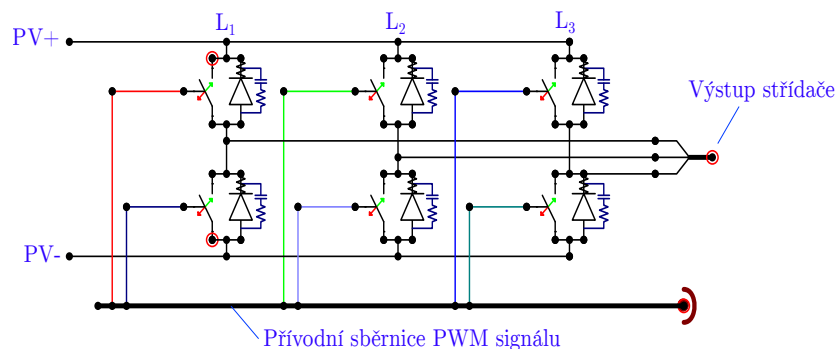 L1 L2 L3
PV+
Výstup střídače
PV-
Přívodní sběrnice PWM signálu